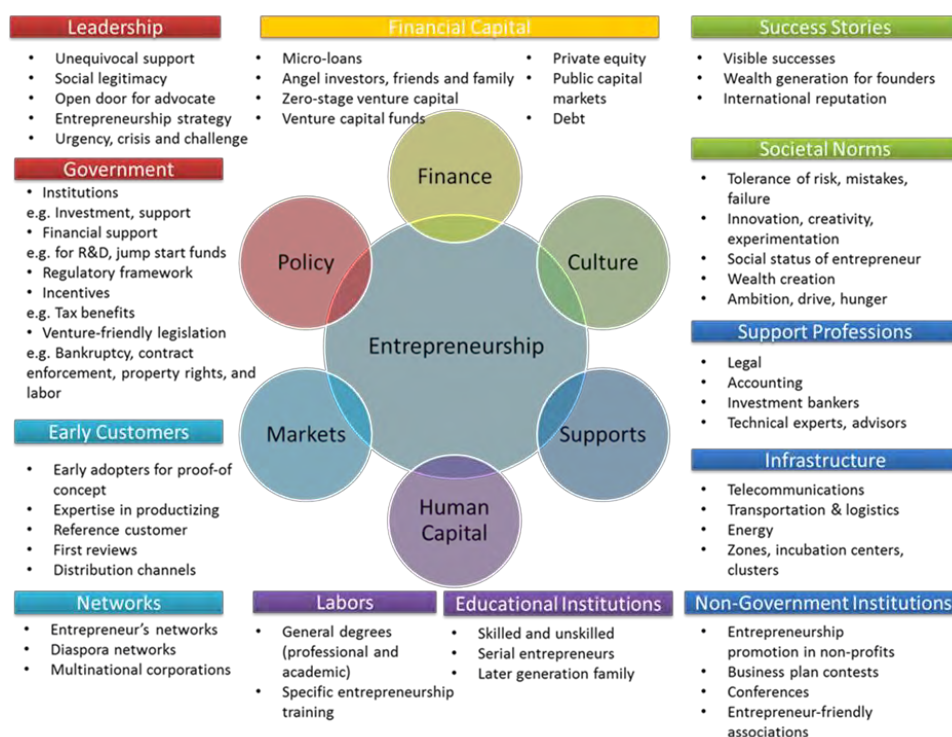 Leadership
• Unequivocal support
• Social legitimacy
• Open door for advocate
• Entrepreneurship strategy
• Urgency, crisis and challenge
Government
• Institutions
e.g. Investment, support
• Financial support
e.g. for R&D, jump start funds
• Regulatory framework
• Incentives
e.g. Tax benefits
• Venture-friendly legislation
e.g. Bankruptcy, contract
enforcement, property rights, and
labor
Early Customers
• Early adopters for proof-of
concept
• Expertise in productizing
• Reference customer
• First reviews
• Distribution channels
Networks
• Entrepreneur's networks
• Diaspora networks
• Multinational corporations
Financial Capital
• Micro-loans
• Angel investors, friends and family
• Zero-stage venture capital
• Venture capital funds
• Private equity
• Public capital
markets
• Debt
Finance
Policy
Culture
Entrepreneurship
Markets
Supports
Human
Capital
Labors
• General degrees
(professional and
academic)
• Specific entrepreneurship
training
Educational Institutions
• Skilled and unskilled
• Serial entrepreneurs
• Later generation family
Success Stories
• Visible successes
• Wealth generation for founders
• International reputation
Societal Norms
• Tolerance of risk, mistakes,
failure
• Innovation, creativity,
experimentation
• Social status of entrepreneur
• Wealth creation
• Ambition, drive, hunger
Support Professions
• Legal
• Accounting
• Investment bankers
• Technical experts, advisors
Infrastructure
• Telecommunications
• Transportation & logistics
• Energy
• Zones, incubation centers,
clusters
Non-Government Institutions
• Entrepreneurship
promotion in non-profits
• Business plan contests
• Conferences
• Entrepreneur-friendly
associations